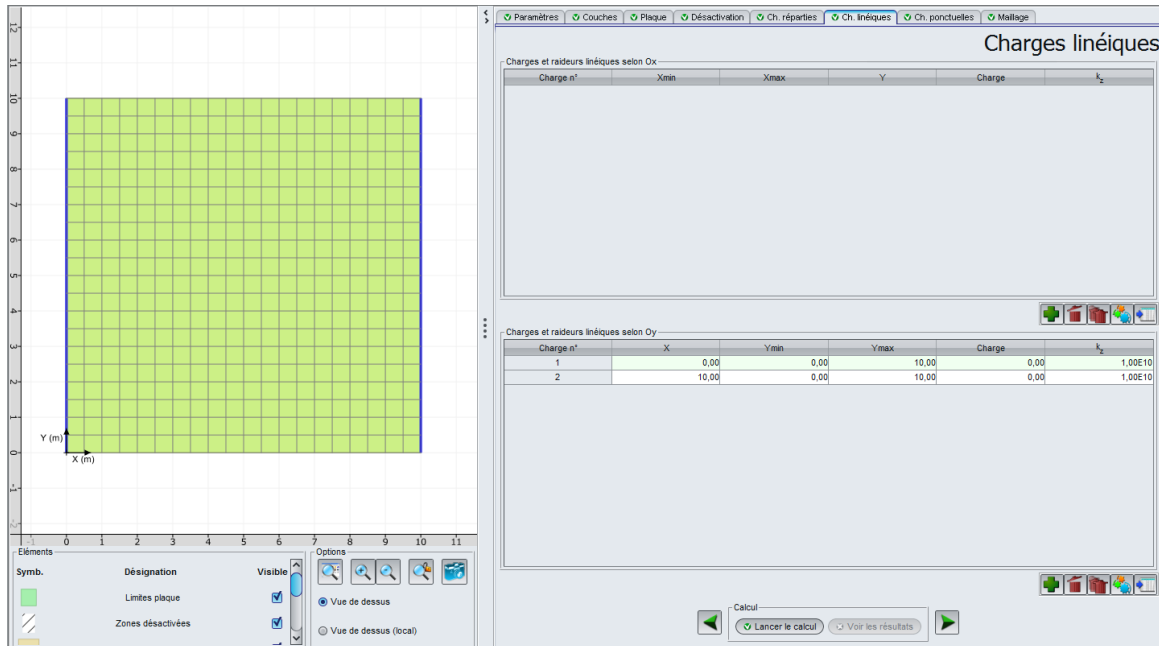 Paramètres Couches Plaque Désactivation Ch. réparties Ch. linéiques Ch. ponctuelles Maillage
Charges linéiques
Charges et raideurs linéiques selon Ox
Charge n° Xmin Xmax Y Charge kz
Charges et raideurs linéiques selon Oy
Charge n° X Ymin Ymax Charge kz
1 0,00 0,00 10,00 0,00 1,00E10
2 10,00 0,00 10,00 0,00 1,00E10
Calcul
Lancer le calcul Voir les résultats
12
11
10
9
8
7
6
5
4
3
2
1
0
-1
-2
Y (m)
X (m)
-1 0 1 2 3 4 5 6 7 8 9 10 11
Eléments
Symb. Dèsignation Visible
Limites plaque
Zones désactivées
Options
Vue de dessus
Vue de dessus (local)